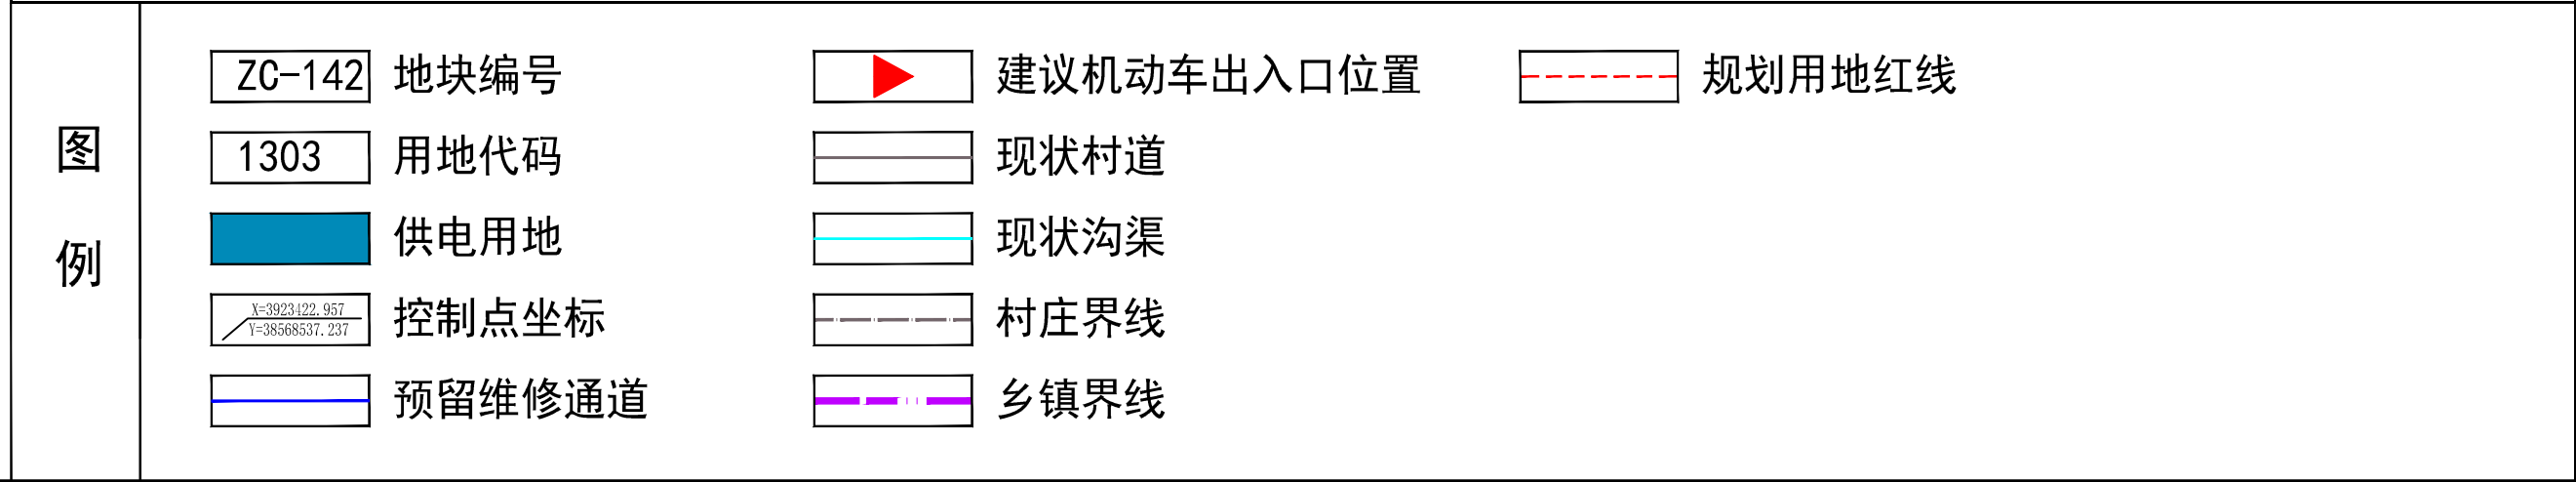 图例
ZC-142 地块编号
1303 用地代码
供电用地
X=3923422.957
Y=38568537.237
控制点坐标
预留维修通道
建议机动车出入口位置
现状村道
现状沟渠
村庄界线
乡镇界线
规划用地红线